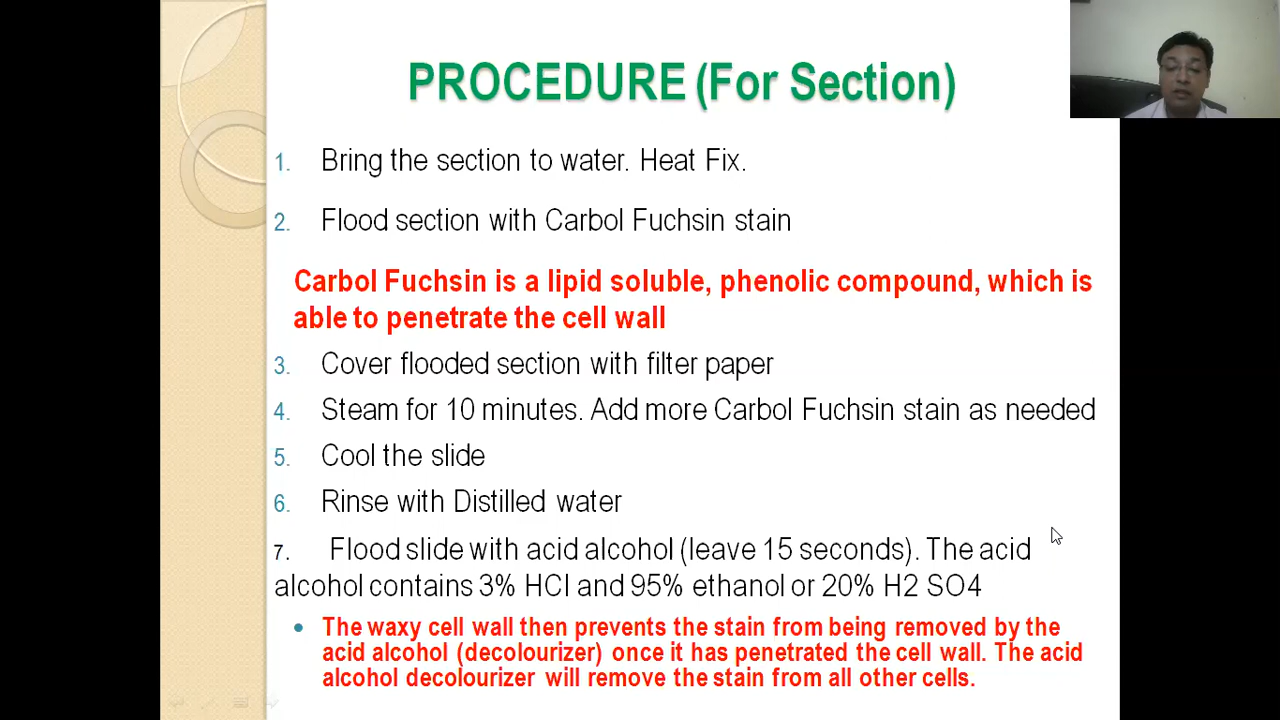 PROCEDURE (For Section)
1. Bring the section to water. Heat Fix.
2. Flood section with Carbol Fuchsin stain
Carbol Fuchsin is a lipid soluble, phenolic compound, which is
able to penetrate the cell wall
3. Cover flooded section with filter paper
4. Steam for 10 minutes. Add more Carbol Fuchsin stain as needed
5. Cool the slide
6. Rinse with Distilled water
7. Flood slide with acid alcohol (leave 15 seconds). The acid
alcohol contains 3% HCl and 95% ethanol or 20% H2 SO4
• The waxy cell wall then prevents the stain from being removed by the
acid alcohol (decolourizer) once it has penetrated the cell wall. The acid
alcohol decolourizer will remove the stain from all other cells.